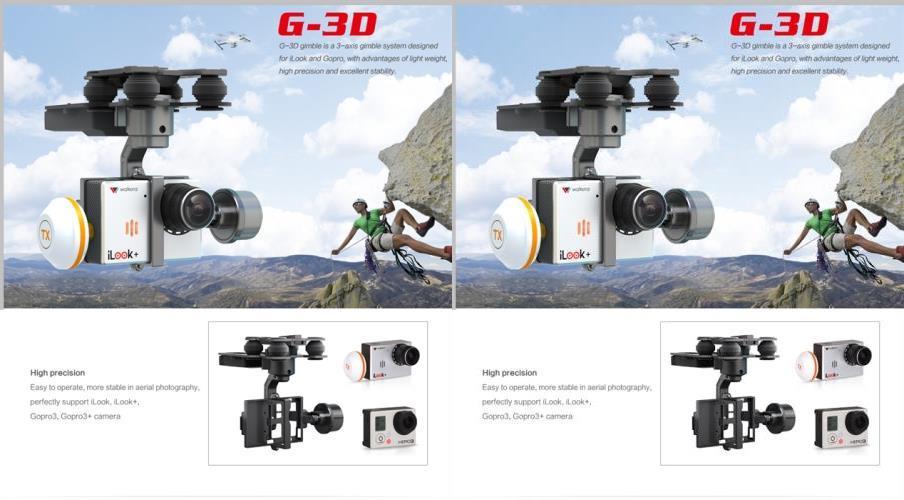 G-3D
G-3D gimble is a 3-axis gimble system designed
for iLook and Gopro, with advantages of light weight,
high precision and excellent stability.
walkera
TX
iLook+
High precision
Easy to operate, more stable in aerial photography,
perfectly support iLook, iLook+,
Gopro3, Gopro3+ camera
iLook+
HERO3
G-3D
G-3D gimble is a 3-axis gimble system designed
for iLook and Gopro, with advantages of light weight,
high precision and excellent stability.
walkera
TX
iLook+
High precision
Easy to operate, more stable in aerial photography,
perfectly support iLook, iLook+,
Gopro3, Gopro3+ camera
iLook+
HERO3